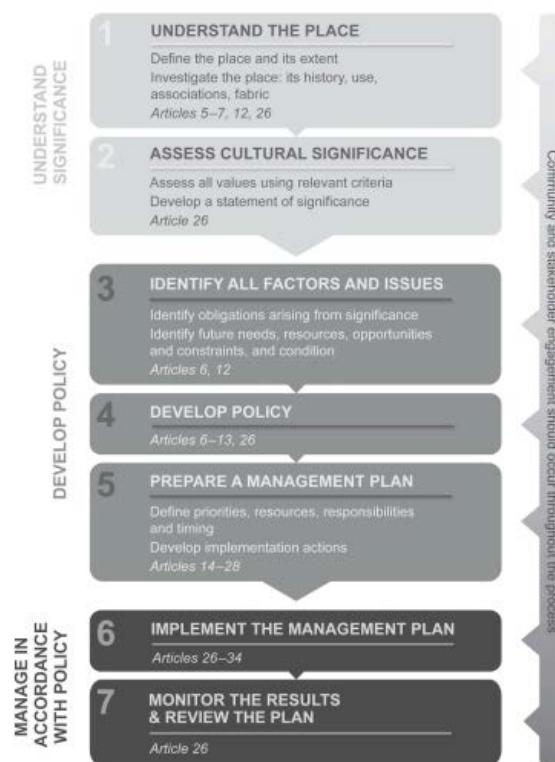 UNDERSTAND
SIGNIFICANCE
1
UNDERSTAND THE PLACE
Define the place and its extent
Investigate the place: its history, use,
associations, fabric
Articles 5–7, 12, 26
2
ASSESS CULTURAL SIGNIFICANCE
Assess all values using relevant criteria
Develop a statement of significance
Article 26
DEVELOP POLICY
3
IDENTIFY ALL FACTORS AND ISSUES
Identify obligations arising from significance
Identify future needs, resources, opportunities
and constraints, and condition
Articles 6, 12
4
DEVELOP POLICY
Articles 6–13, 26
5
PREPARE A MANAGEMENT PLAN
Define priorities, resources, responsibilities
and timing
Develop implementation actions
Articles 14–28
MANAGE IN
ACCORDANCE
WITH POLICY
6
IMPLEMENT THE MANAGEMENT PLAN
Articles 26–34
7
MONITOR THE RESULTS
& REVIEW THE PLAN
Article 26
Community and stakeholder engagement should occur throughout the process